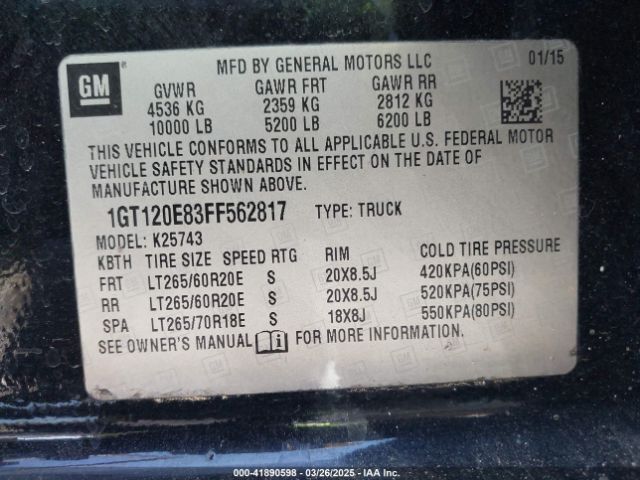 GM
MFD BY GENERAL MOTORS LLC 01/15
GVWR GAWR FRT GAWR RR
4536 KG 2359 KG 2812 KG
10000 LB 5200 LB 6200 LB
THIS VEHICLE CONFORMS TO ALL APPLICABLE U.S. FEDERAL MOTOR
VEHICLE SAFETY STANDARDS IN EFFECT ON THE DATE OF
MANUFACTURE SHOWN ABOVE.
1GT120E83FF562817 TYPE: TRUCK
MODEL: K25743
KBTH TIRE SIZE SPEED RTG RIM COLD TIRE PRESSURE
FRT LT265/60R20E S 20X8.5J 420KPA(60PSI)
RR LT265/60R20E S 20X8.5J 520KPA(75PSI)
SPA LT265/70R18E S 18X8J 550KPA(80PSI)
SEE OWNER'S MANUAL i FOR MORE INFORMATION.
000-41890598 - 03/26/2025 - IAA Inc.